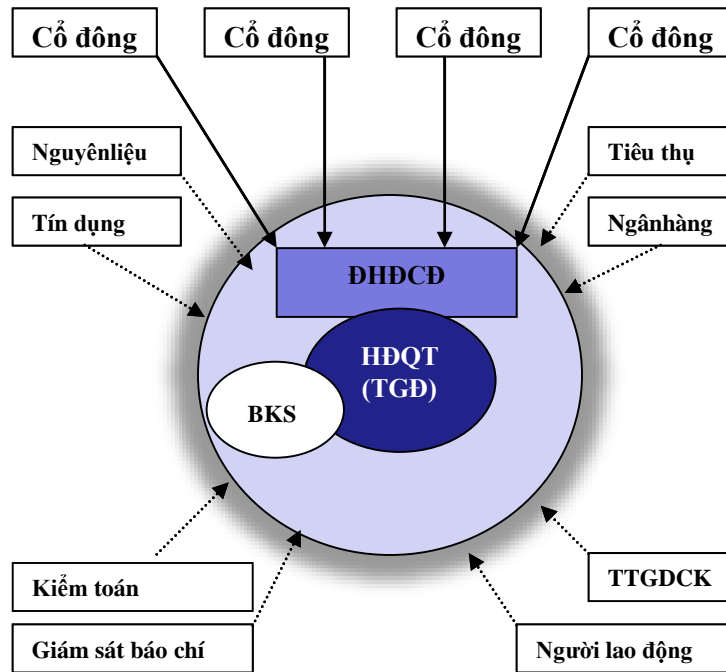 Cổ đông
Cổ đông
Cổ đông
Cổ đông
Nguyênliệu
Tiêu thụ
Tín dụng
Ngânhàng
ĐHĐCĐ
HĐQT
(TGĐ)
BKS
Kiểm toán
TTGDCK
Giám sát báo chí
Người lao động